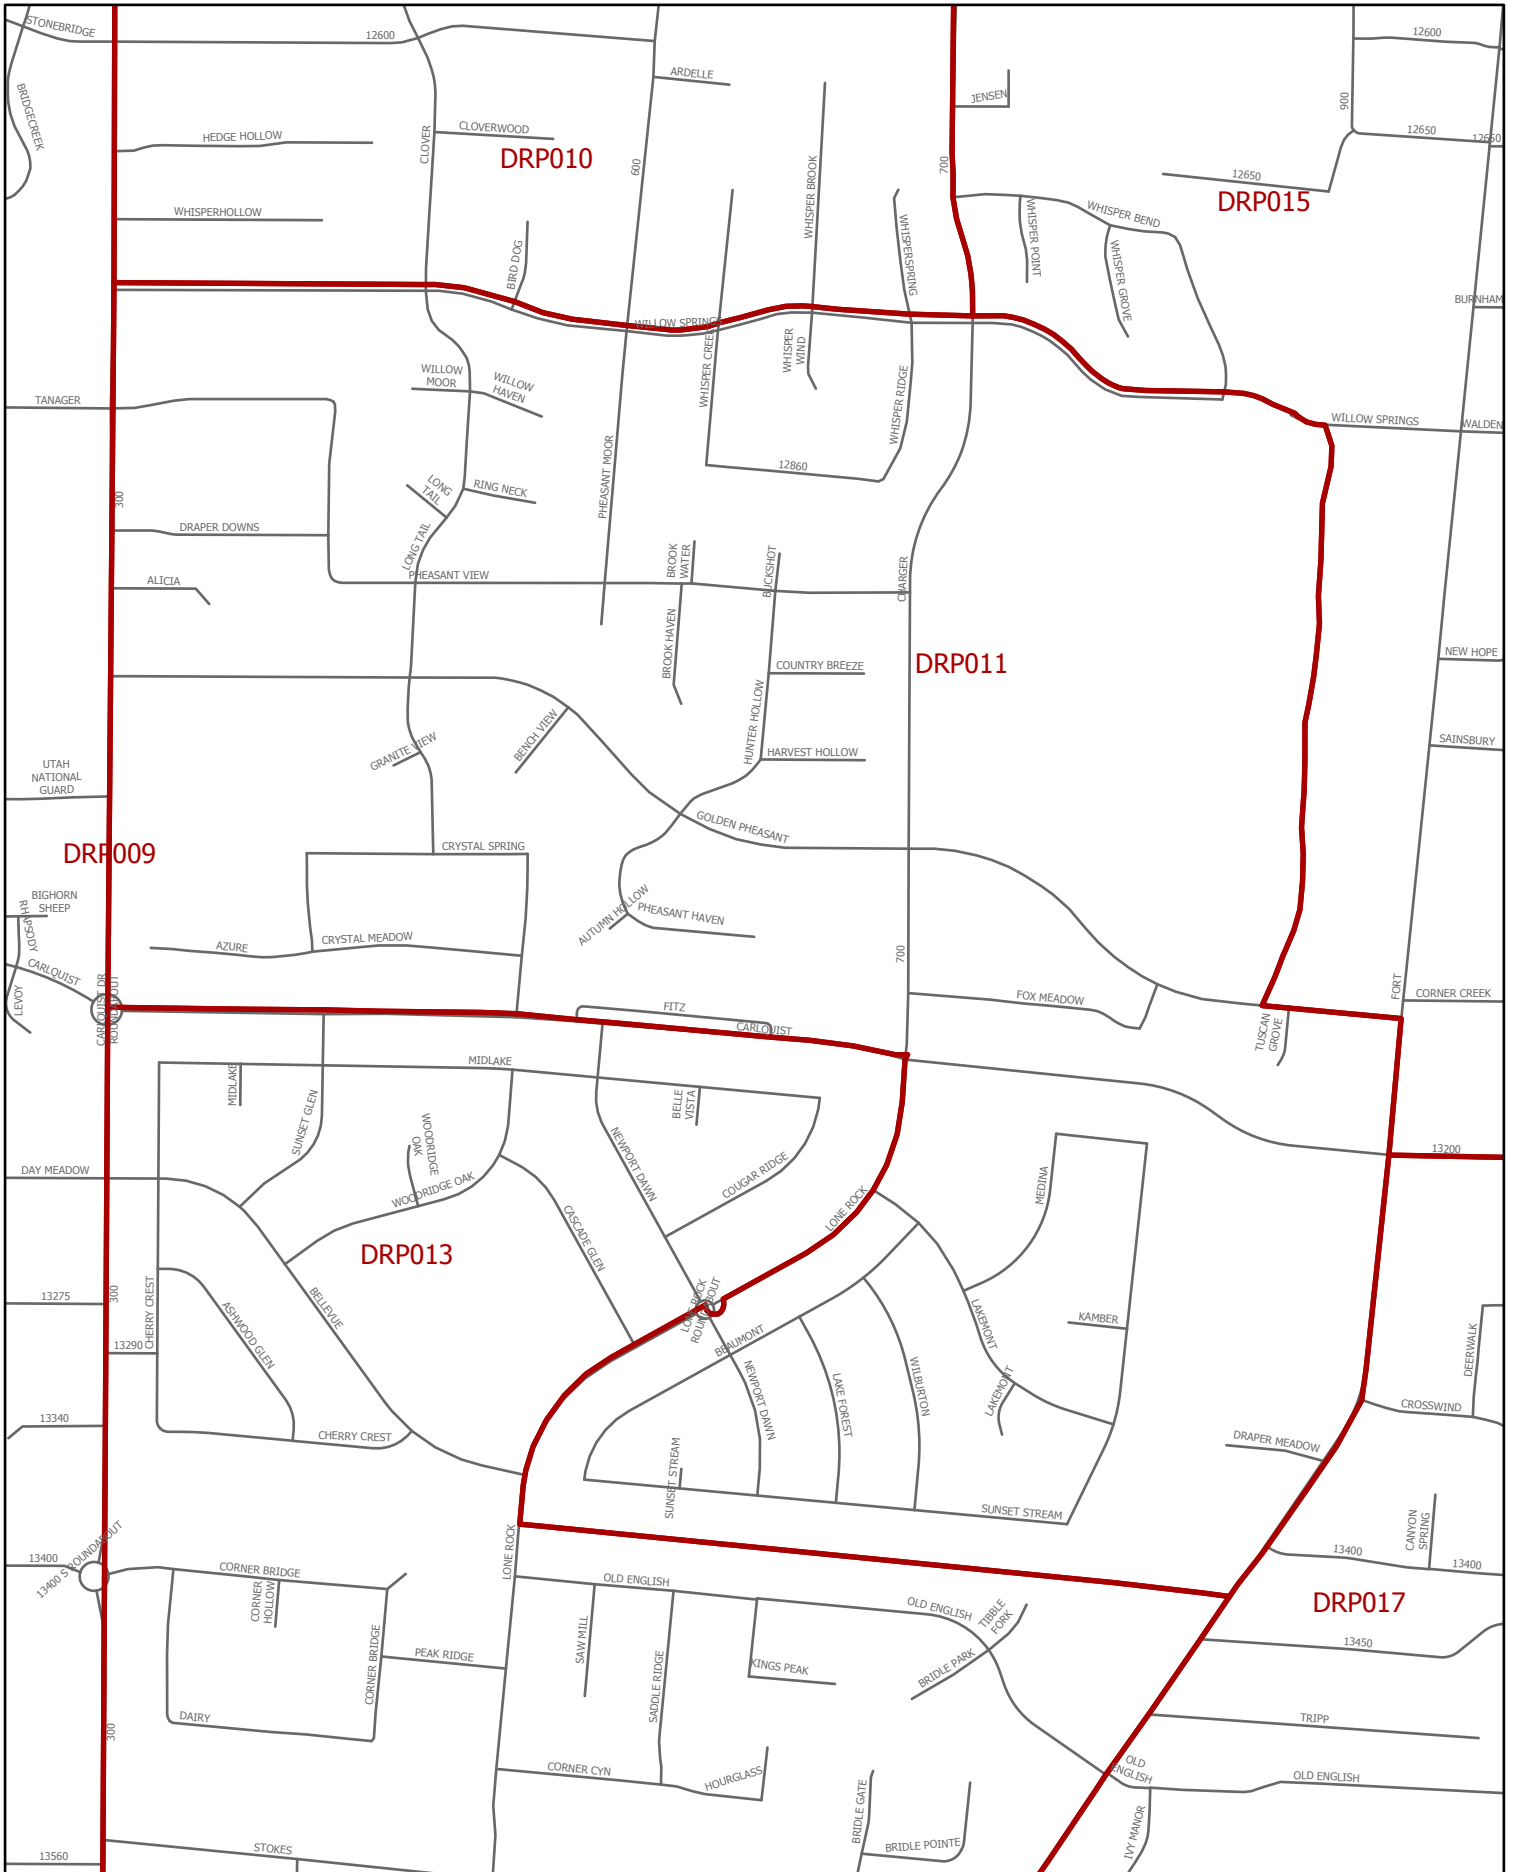 STONEBRIDGE
12600
12600
ARDELLE
BRIDGECREEK
JENSEN
900
HEDGE HOLLOW
CLOVER
CLOVERWOOD
DRP010
600
700
12650
12650
12650
DRP015
WHISPERHOLLOW
WHISPER BROOK
WHISPERSPRING
WHISPER POINT
WHISPER BEND
WHISPER GROVE
BIRD DOG
BURNHAM
WILLOW SPRINGS
WHISPER CREEK
WHISPER
WIND
WHISPER RIDGE
WILLOW
MOOR
WILLOW
HAVEN
TANAGER
WILLOW SPRINGS
WALDEN
12860
PHEASANT MOOR
LONG
TAIL
RING NECK
300
DRAPER DOWNS
LONG TAIL
ALICIA
PHEASANT VIEW
BROOK
WATER
BUCKSHOT
CHARGER
BROOK HAVEN
COUNTRY BREEZE
DRP011
NEW HOPE
HUNTER HOLLOW
GRANITE VIEW
BENCH VIEW
HARVEST HOLLOW
SAINSBURY
UTAH
NATIONAL
GUARD
GOLDEN PHEASANT
DRP009
CRYSTAL SPRING
BIGHORN
SHEEP
RHAPSODY
AUTUMN HOLLOW
PHEASANT HAVEN
AZURE
CRYSTAL MEADOW
700
CARLQUIST
LEVOY
CARLQUIST DR
ROUNDABOUT
FITZ
CARLQUIST
FOX MEADOW
FORT
CORNER CREEK
TUSCAN
GROVE
MIDLAKE
MIDLAKE
BELLE
VISTA
SUNSET GLEN
WOODRIDGE
OAK
NEWPORT DAWN
COUGAR RIDGE
13200
DAY MEADOW
WOODRIDGE OAK
MEDINA
CASCADE GLEN
LONE ROCK
DRP013
13275
300
CHERRY CREST
ASHWOOD GLEN
BELLEVUE
LONE ROCK
ROUNDABOUT
LAKEMONT
KAMBER
13290
BEAUMONT
DEERWALK
NEWPORT DAWN
LAKE FOREST
WILBURTON
LAKEMONT
13340
CHERRY CREST
CROSSWIND
DRAPER MEADOW
SUNSET STREAM
SUNSET STREAM
13400
13400 S ROUNDABOUT
LONE ROCK
CANYON
SPRING
13400
13400
CORNER BRIDGE
CORNER
HOLLOW
OLD ENGLISH
OLD ENGLISH
TIBBLE
FORK
DRP017
SAW MILL
CORNER BRIDGE
PEAK RIDGE
SADDLE RIDGE
KINGS PEAK
BRIDLE PARK
13450
DAIRY
300
TRIPP
CORNER CYN
HOURGLASS
OLD
ENGLISH
OLD ENGLISH
BRIDLE GATE
BRIDLE POINTE
IVY MANOR
STOKES
13560